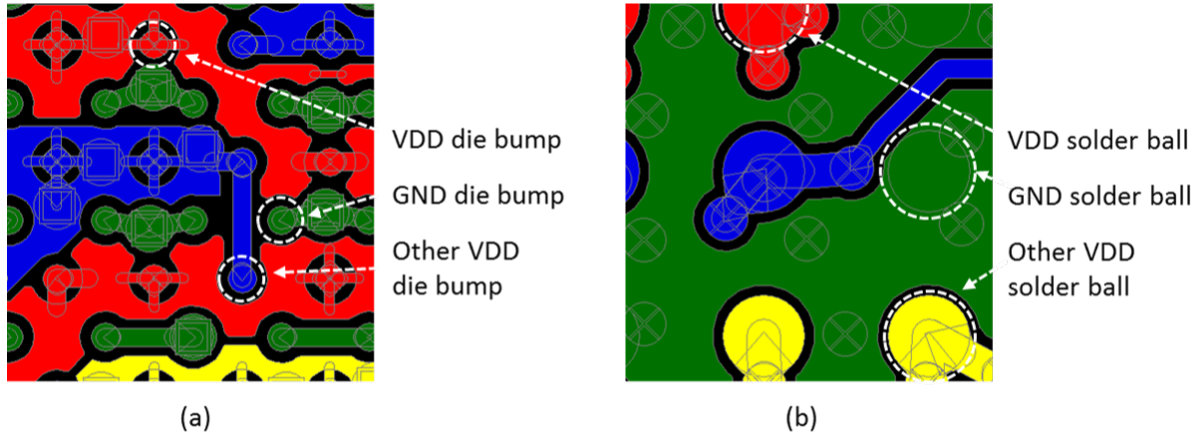 VDD die bump
GND die bump
Other VDD
die bump
(a)
VDD solder ball
GND solder ball
Other VDD
solder ball
(b)